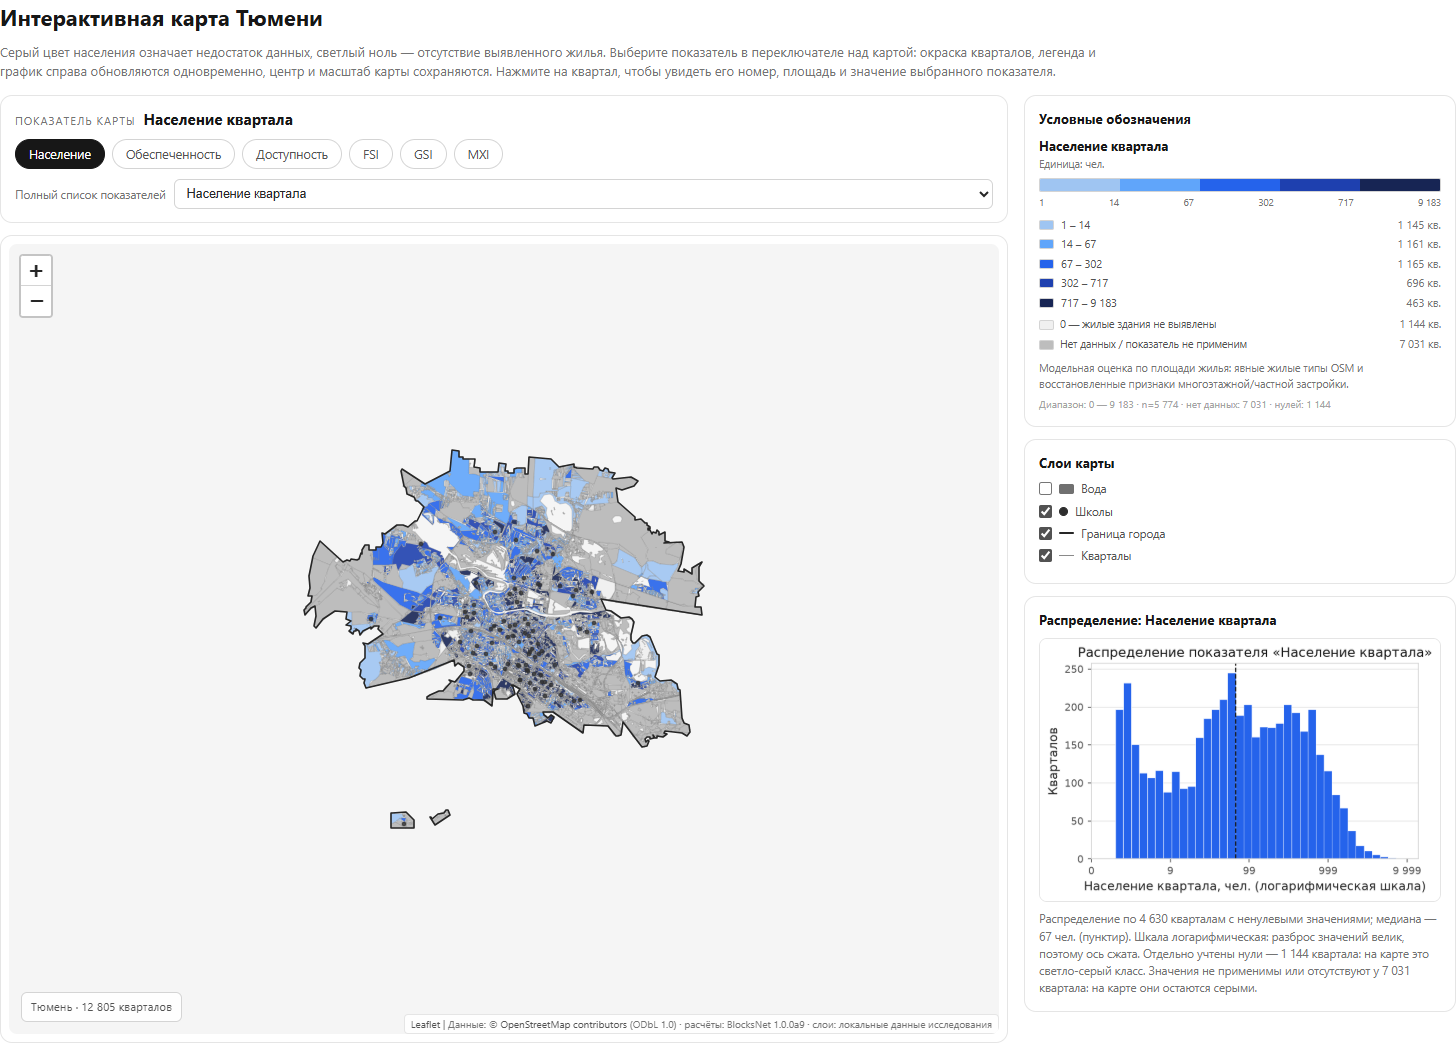 Интерактивная карта Тюмени
Серый цвет населения означает недостаток данных, светлый ноль — отсутствие выявленного жилья. Выберите показатель в переключателе над картой: окраска кварталов, легенда и
график справа обновляются одновременно, центр и масштаб карты сохраняются. Нажмите на квартал, чтобы увидеть его номер, площадь и значение выбранного показателя.
ПОКАЗАТЕЛЬ КАРТЫ Население квартала
Население Обеспеченность Доступность FSI GSI MXI
Полный список показателей Население квартала
+
−
Тюмень · 12 805 кварталов
Leaflet | Данные: © OpenStreetMap contributors (ODbL 1.0) · расчёты: BlocksNet 1.0.0a9 · слои: локальные данные исследования
Условные обозначения
Население квартала
Единица: чел.
1 14 67 302 717 9 183
1 – 14 1 145 кв.
14 – 67 1 161 кв.
67 – 302 1 165 кв.
302 – 717 696 кв.
717 – 9 183 463 кв.
0 — жилые здания не выявлены 1 144 кв.
Нет данных / показатель не применим 7 031 кв.
Модельная оценка по площади жилья: явные жилые типы OSM и
восстановленные признаки многоэтажной/частной застройки.
Диапазон: 0 — 9 183 · n=5 774 · нет данных: 7 031 · нулей: 1 144
Слои карты
Вода
Школы
Граница города
Кварталы
Распределение: Население квартала
Распределение показателя «Население квартала»
Кварталов
250
200
150
100
50
0
0 9 99 999 9 999
Население квартала, чел. (логарифмическая шкала)
Распределение по 4 630 кварталам с ненулевыми значениями; медиана —
67 чел. (пунктир). Шкала логарифмическая: разброс значений велик,
поэтому ось сжата. Отдельно учтены нули — 1 144 квартала: на карте это
светло-серый класс. Значения не применимы или отсутствуют у 7 031
квартала: на карте они остаются серыми.